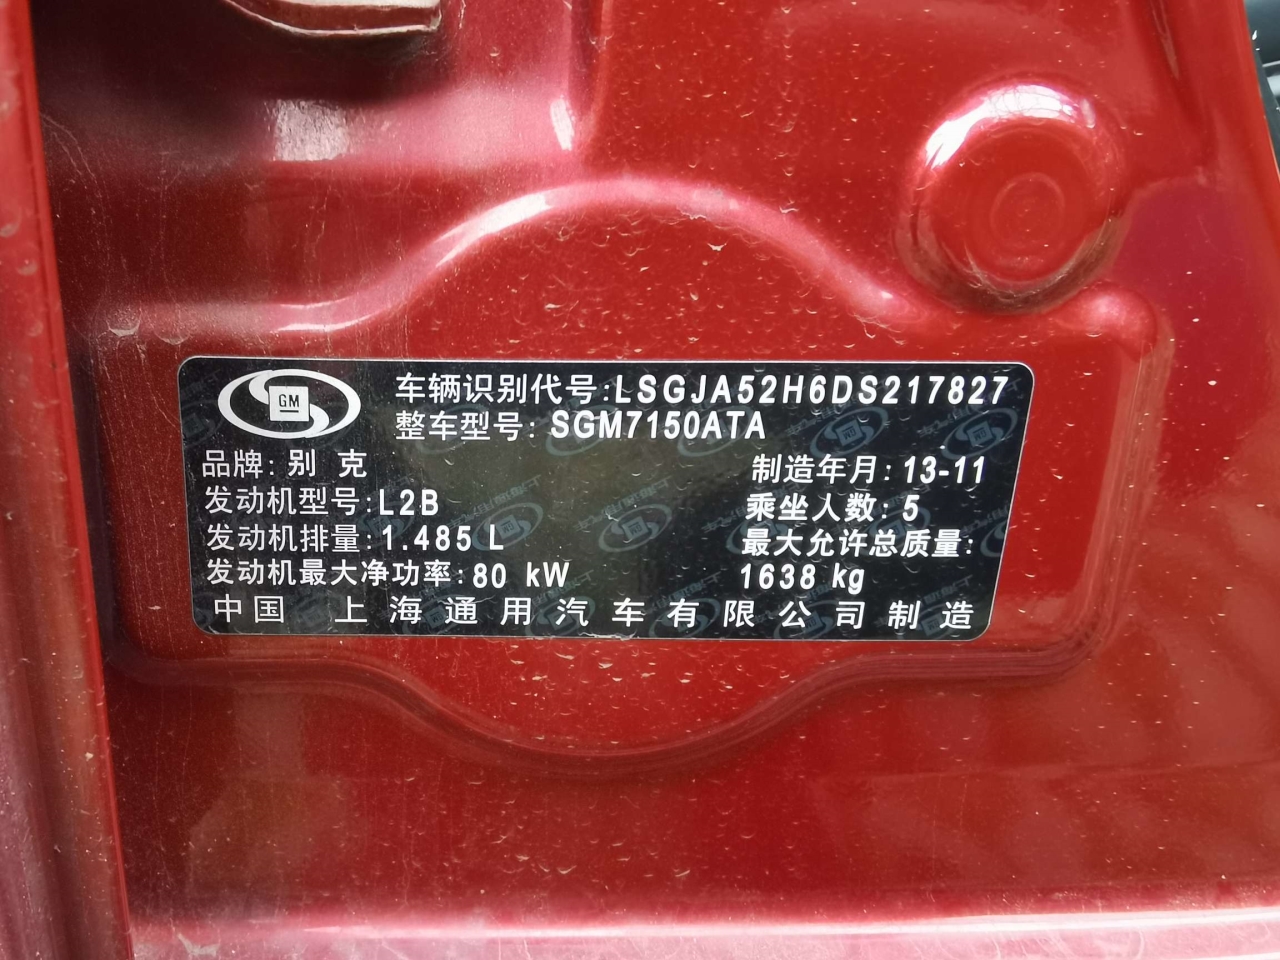 GM
车辆识别代号:LSGJA52H6DS217827
整车型号: SGM7150ATA
品牌: 别 克
制造年月: 13-11
发动机型号:L2B
乘坐人数: 5
发动机排量:1.485 L
最大允许总质量:
发动机最大净功率:80 kW
1638 kg
中国 上海通用汽车有限公司制造